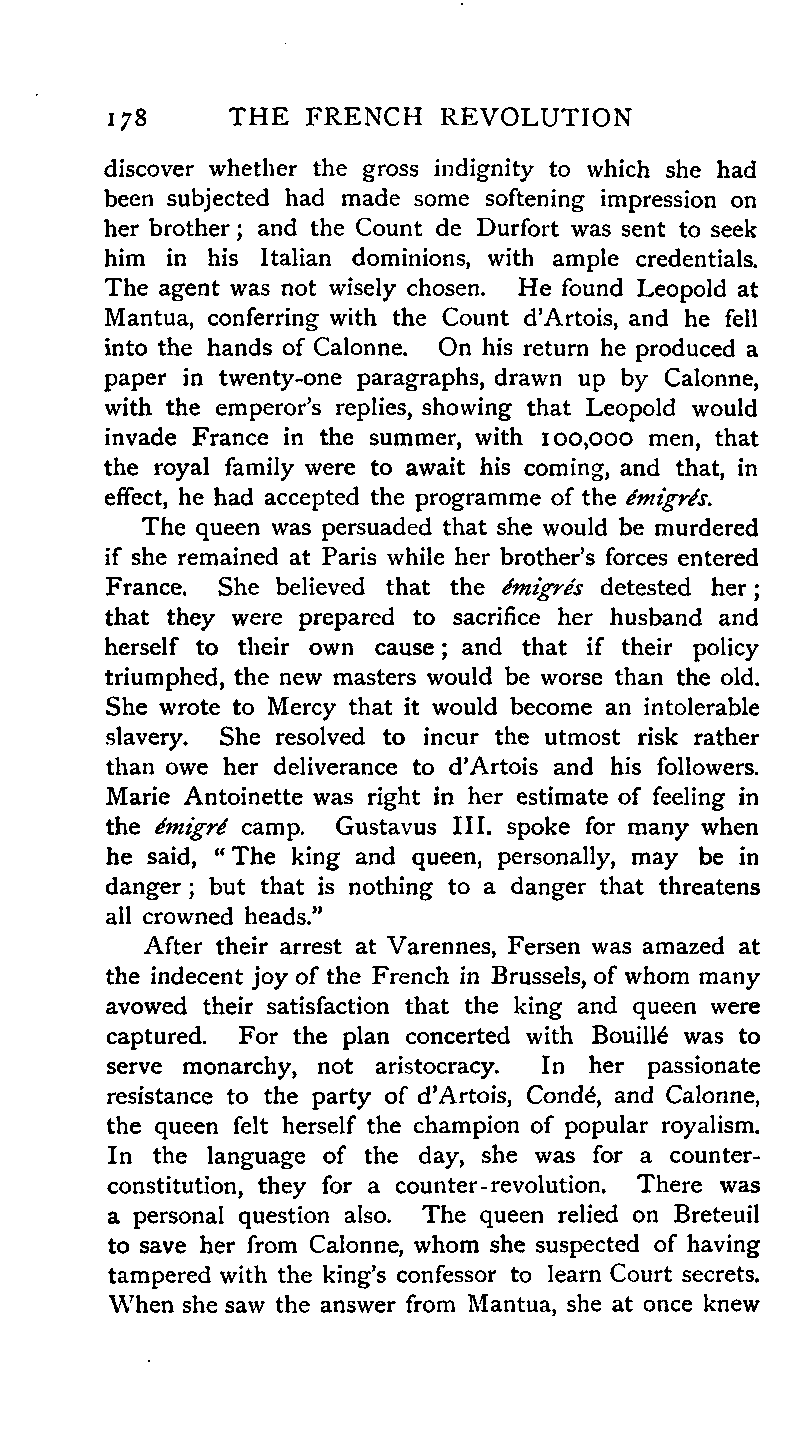 178 THE FRENCH REVOLUTION
discover whether the gross indignity to which she had
been subjected had made some softening impression on
her brother ; and the Count de Durfort was sent to seek
him in his Italian dominions, with ample credentials.
The agent was not wisely chosen. He found Leopold at
Mantua, conferring with the Count d'Artois, and he fell
into the hands of Calonne. On his return he produced a
paper in twenty-one paragraphs, drawn up by Calonne,
with the emperor's replies, showing that Leopold would
invade France in the summer, with 100,000 men, that
the royal family were to await his coming, and that, in
effect, he had accepted the programme of the émigrés.
The queen was persuaded that she would be murdered
if she remained at Paris while her brother's forces entered
France. She believed that the émigrés detested her ;
that they were prepared to sacrifice her husband and
herself to their own cause ; and that if their policy
triumphed, the new masters would be worse than the old.
She wrote to Mercy that it would become an intolerable
slavery. She resolved to incur the utmost risk rather
than owe her deliverance to d'Artois and his followers.
Marie Antoinette was right in her estimate of feeling in
the émigré camp. Gustavus III. spoke for many when
he said, “ The king and queen, personally, may be in
danger ; but that is nothing to a danger that threatens
all crowned heads.”
After their arrest at Varennes, Fersen was amazed at
the indecent joy of the French in Brussels, of whom many
avowed their satisfaction that the king and queen were
captured. For the plan concerted with Bouillé was to
serve monarchy, not aristocracy. In her passionate
resistance to the party of d'Artois, Condé, and Calonne,
the queen felt herself the champion of popular royalism.
In the language of the day, she was for a counter-
constitution, they for a counter-revolution. There was
a personal question also. The queen relied on Breteuil
to save her from Calonne, whom she suspected of having
tampered with the king's confessor to learn Court secrets.
When she saw the answer from Mantua, she at once knew